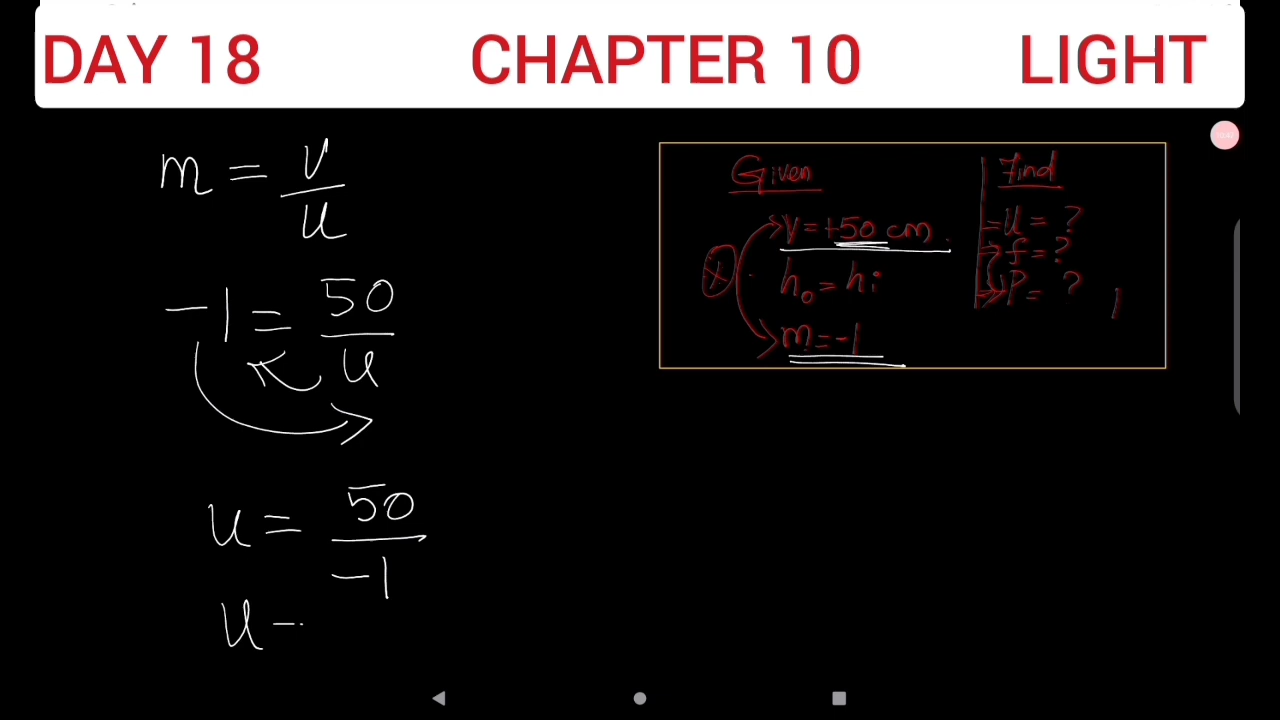 DAY 18 CHAPTER 10 LIGHT
m = v/u
-1 = 50/u
u = 50/-1
u -
Given
v = +50 cm
h₀ = hi
m = -1
Find
u = ?
f = ?
P = ?